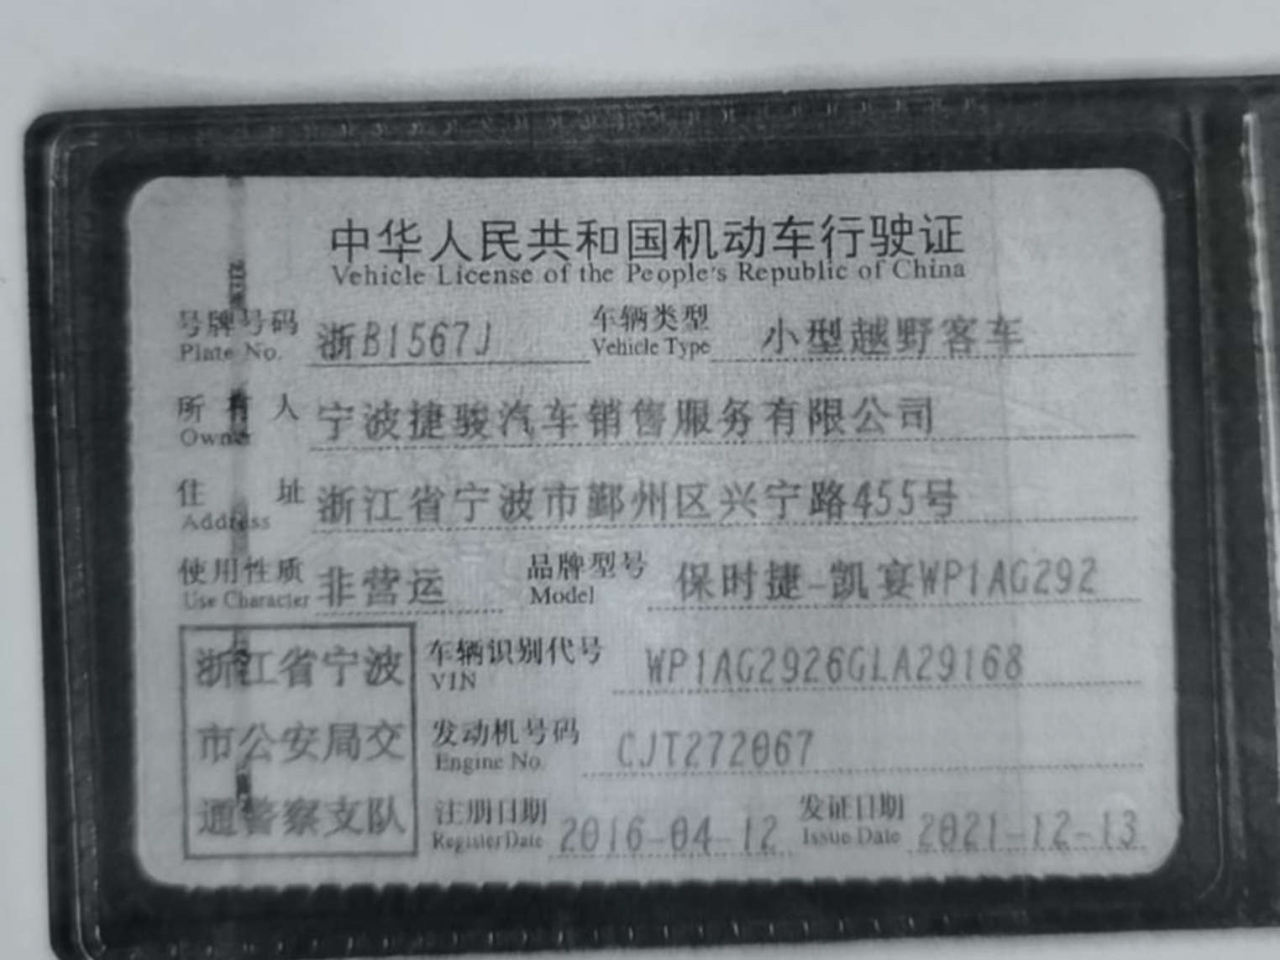 中华人民共和国机动车行驶证
Vehicle License of the People's Republic of China
号牌号码 浙B1567J 车辆类型 小型越野客车
Plate No. Vehicle Type
所有人 宁波捷骏汽车销售服务有限公司
Owner
住址 浙江省宁波市鄞州区兴宁路455号
Address
使用性质 非营运 品牌型号 保时捷-凯宴WP1AG292
Use Character Model
浙江省宁波 车辆识别代号 WP1AG2926GLA29168
VIN
市公安局交 发动机号码 CJT272067
Engine No.
通警察支队 注册日期 2016-04-12 发证日期 2021-12-13
Register Date Issue Date